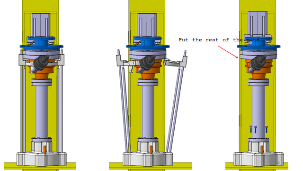 Put the rest of the